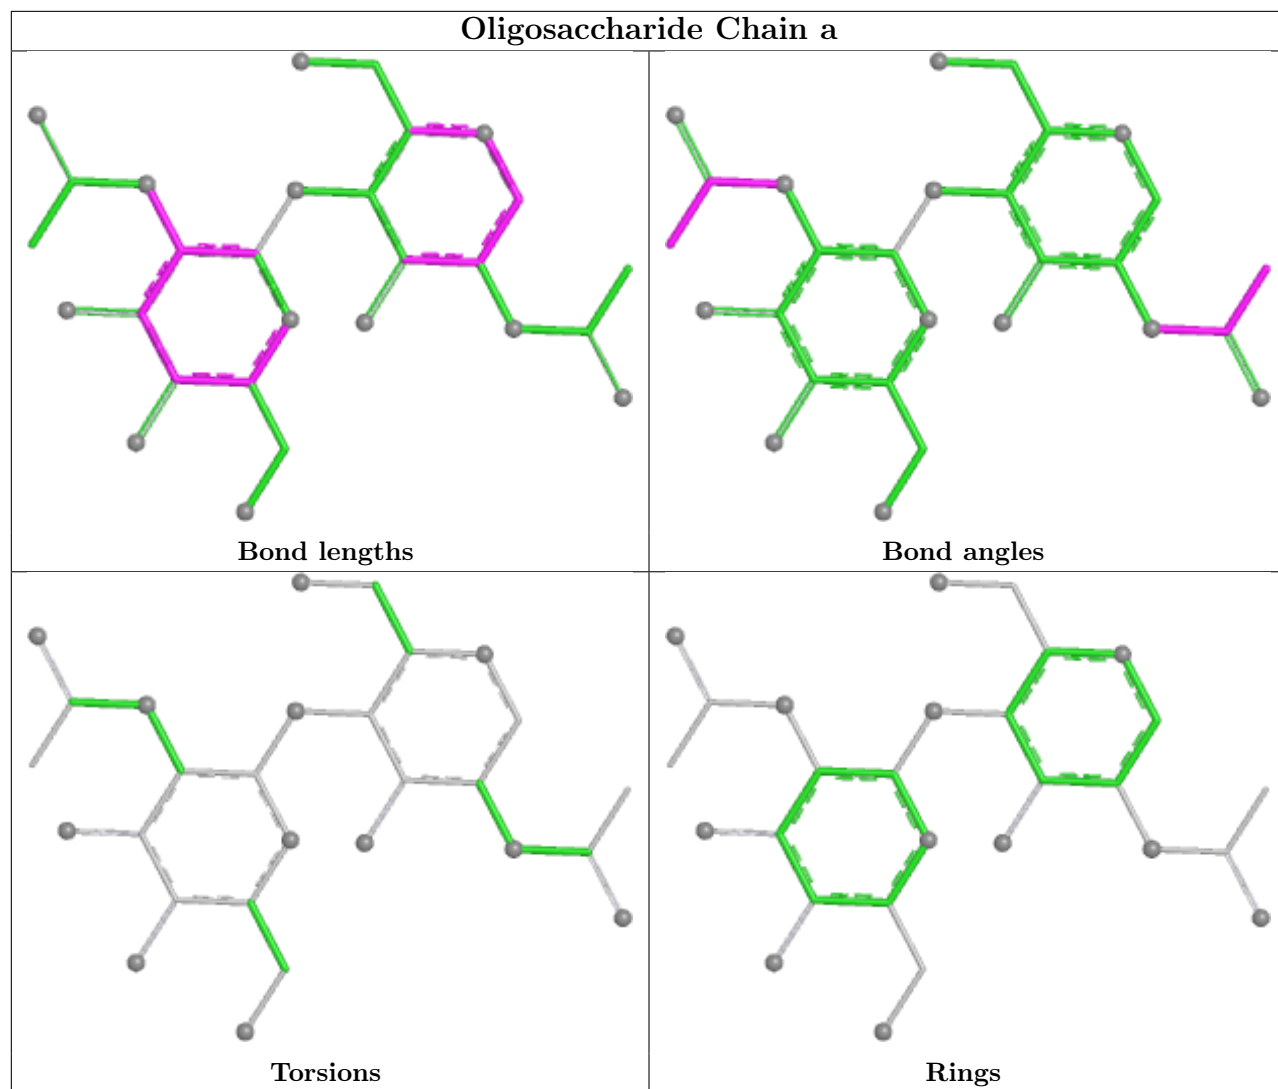 Oligosaccharide Chain a
Bond lengths
Bond angles
Torsions
Rings